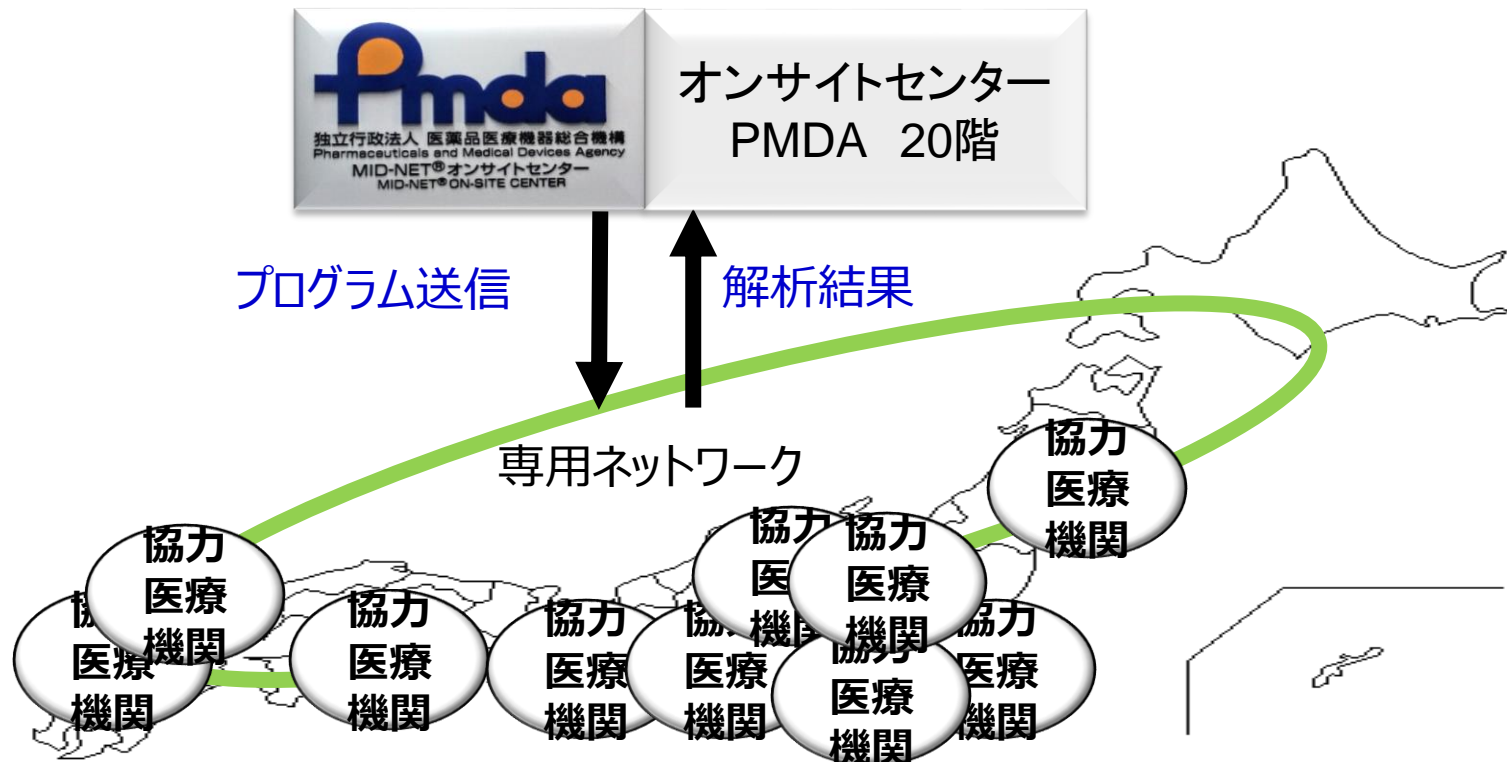 Pmda
独立行政法人 医薬品医療機器総合機構
Pharmaceuticals and Medical Devices Agency
MID-NET®オンサイトセンター
MID-NET® ON-SITE CENTER
オンサイトセンター
PMDA 20階
プログラム送信
解析結果
専用ネットワーク
協力
医療
機関
協力
医
機関
協力
医療
機関
協力
医療
機関
協
医療
機関
協力
医療
機関
協力
医療
機関
協
医療
機関
協力
医療
機関
協力
医療
機関